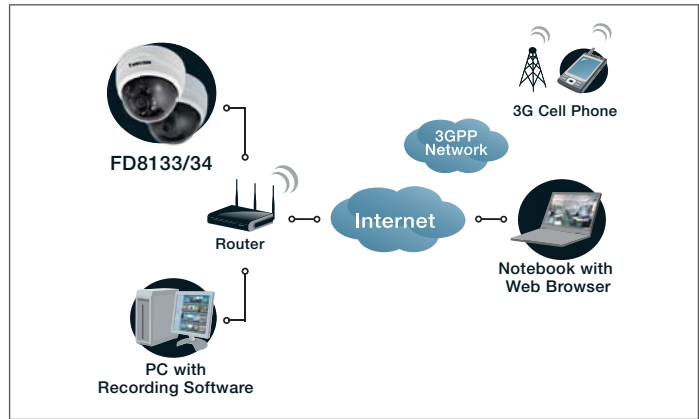 FD8133/34
3G Cell Phone
3GPP
Network
Internet
Router
Notebook with
Web Browser
PC with
Recording Software